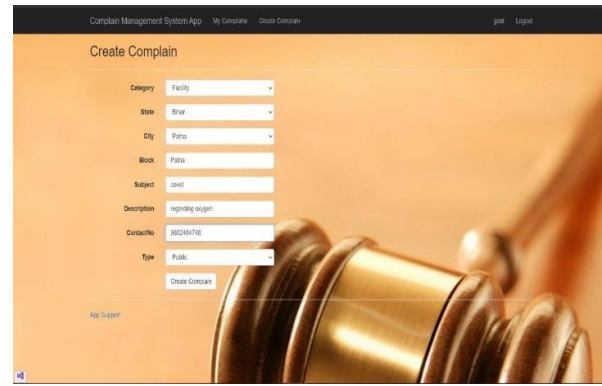 Complain Management System App My Complains Create Complain goat Logout
Create Complain
Category Facility
State Bihar
City Patna
Block Patna
Subject covid
Description regarding oxygen
ContactNo 8802464748
Type Public
Create Complain
App Support